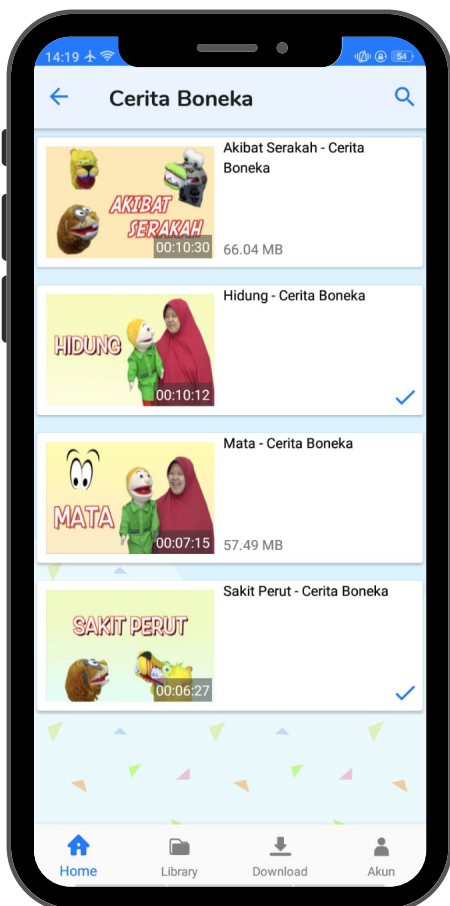 14:19
54
Cerita Boneka
Akibat Serakah - Cerita
Boneka
AKIBAT
SERAKAH
00:10:30
66.04 MB
Hidung - Cerita Boneka
HIDUNG
00:10:12
Mata - Cerita Boneka
MATA
00:07:15
57.49 MB
Sakit Perut - Cerita Boneka
SAKIT PERUT
00:06:27
Home
Library
Download
Akun